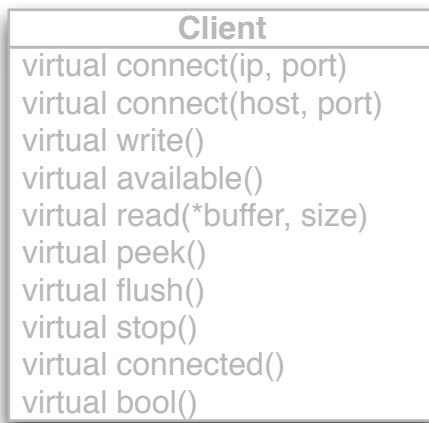 Client
virtual connect(ip, port)
virtual connect(host, port)
virtual write()
virtual available()
virtual read(*buffer, size)
virtual peek()
virtual flush()
virtual stop()
virtual connected()
virtual bool()